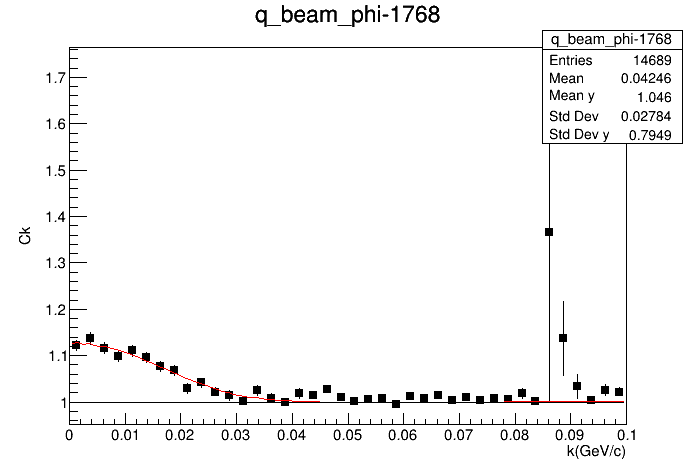 q_beam_phi-1768
q_beam_phi-1768
Entries 14689
Mean 0.04246
Mean y 1.046
Std Dev 0.02784
Std Dev y 0.7949
Ck
1.7
1.6
1.5
1.4
1.3
1.2
1.1
1
0 0.01 0.02 0.03 0.04 0.05 0.06 0.07 0.08 0.09 0.1
k(GeV/c)